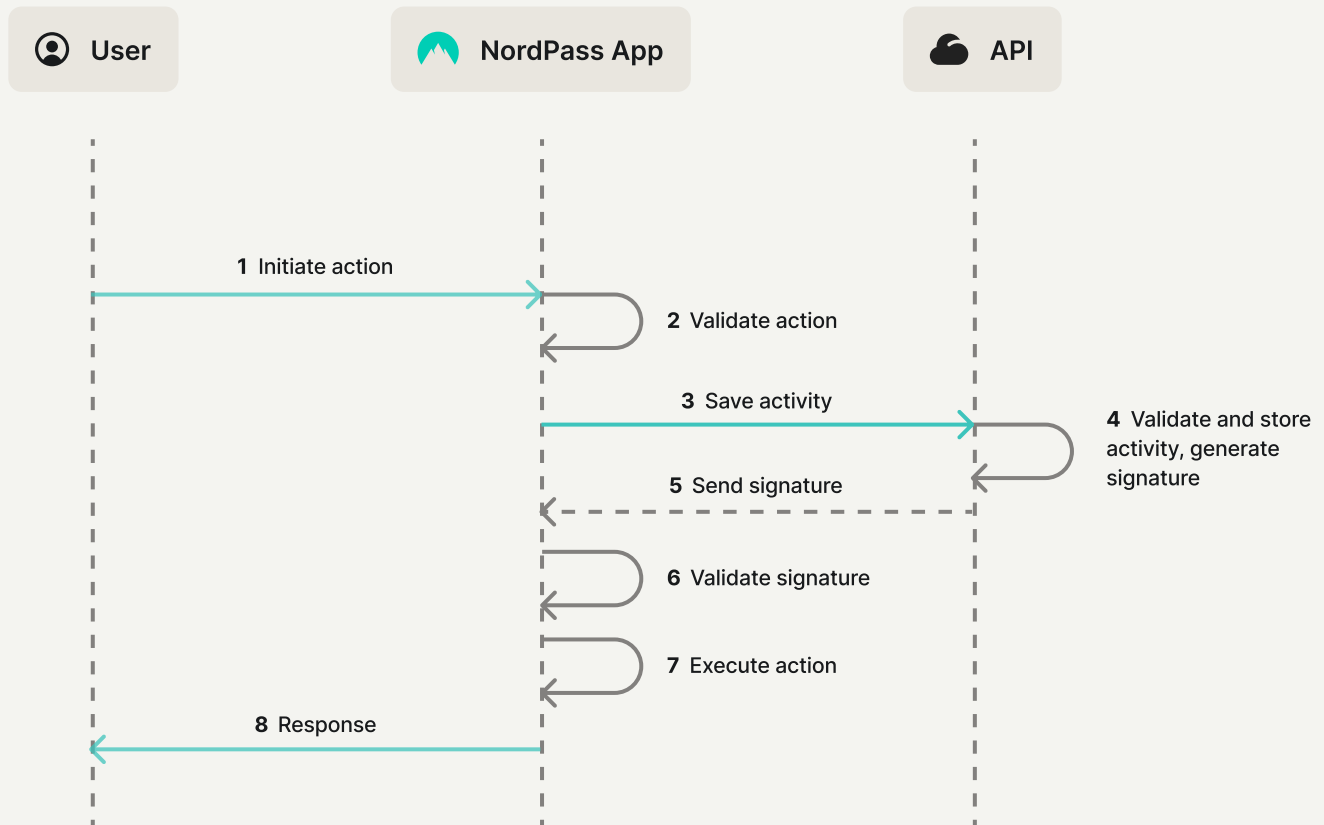 User
NordPass App
API
1 Initiate action
2 Validate action
3 Save activity
4 Validate and store
activity, generate
signature
5 Send signature
6 Validate signature
7 Execute action
8 Response